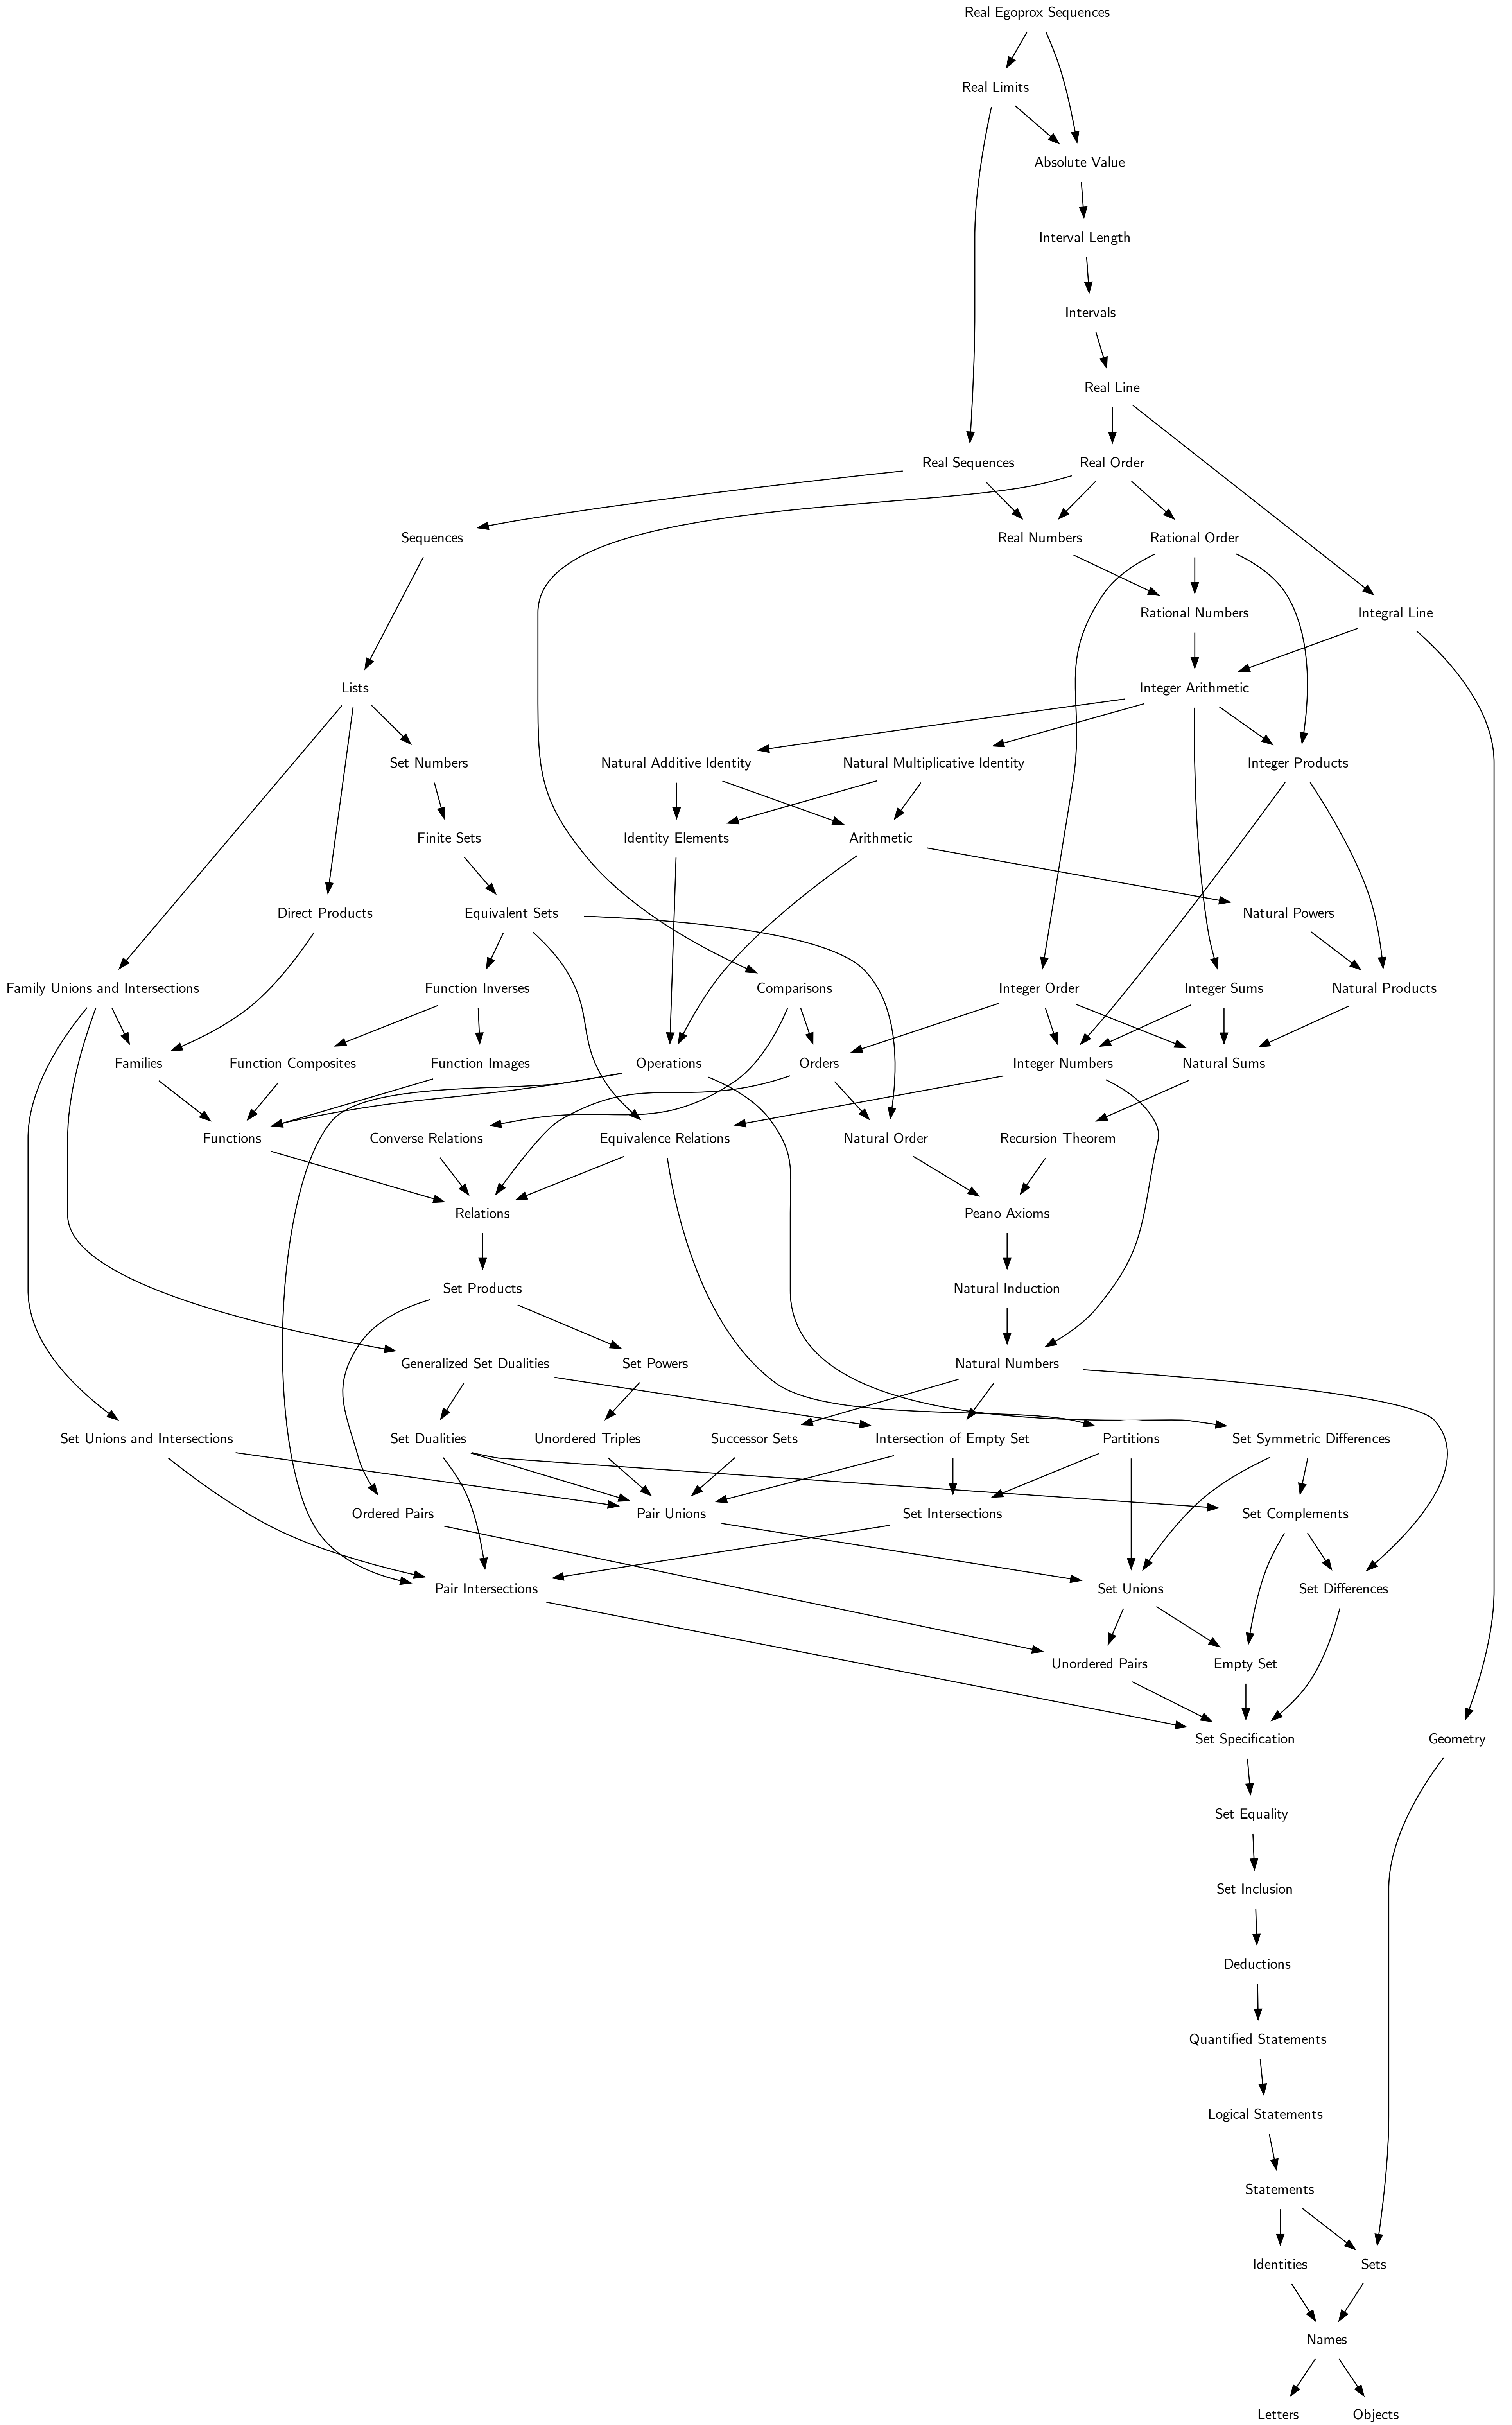 Real Egoprox Sequences
Real Limits
Absolute Value
Interval Length
Intervals
Real Line
Real Sequences
Real Order
Sequences
Real Numbers
Rational Order
Rational Numbers
Integral Line
Lists
Integer Arithmetic
Set Numbers
Natural Additive Identity
Natural Multiplicative Identity
Integer Products
Finite Sets
Identity Elements
Arithmetic
Direct Products
Equivalent Sets
Natural Powers
Family Unions and Intersections
Function Inverses
Comparisons
Integer Order
Integer Sums
Natural Products
Families
Function Composites
Function Images
Operations
Orders
Integer Numbers
Natural Sums
Functions
Converse Relations
Equivalence Relations
Natural Order
Recursion Theorem
Relations
Peano Axioms
Set Products
Natural Induction
Generalized Set Dualities
Set Powers
Natural Numbers
Set Unions and Intersections
Set Dualities
Unordered Triples
Successor Sets
Intersection of Empty Set
Partitions
Set Symmetric Differences
Ordered Pairs
Pair Unions
Set Intersections
Set Complements
Pair Intersections
Set Unions
Set Differences
Unordered Pairs
Empty Set
Set Specification
Geometry
Set Equality
Set Inclusion
Deductions
Quantified Statements
Logical Statements
Statements
Identities
Sets
Names
Letters
Objects